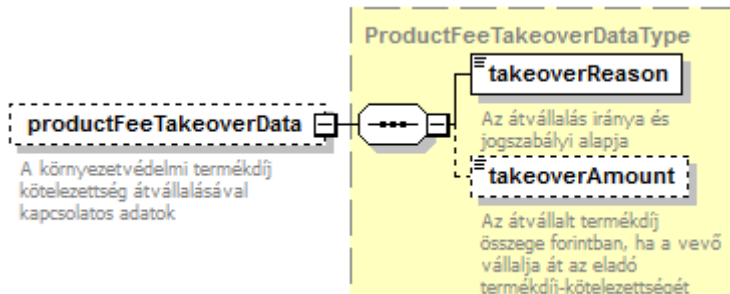 ProductFeeTakeoverDataType
takeoverReason
Az átvállalás iránya és
jogszabályi alapja
productFeeTakeoverData
A környezetvédelmi termékdíj
kötelezettség átvállalásával
kapcsolatos adatok
takeoverAmount
Az átvállalt termékdíj
összege forintban, ha a vevő
vállalja át az eladó
termékdíj-kötelezettségét